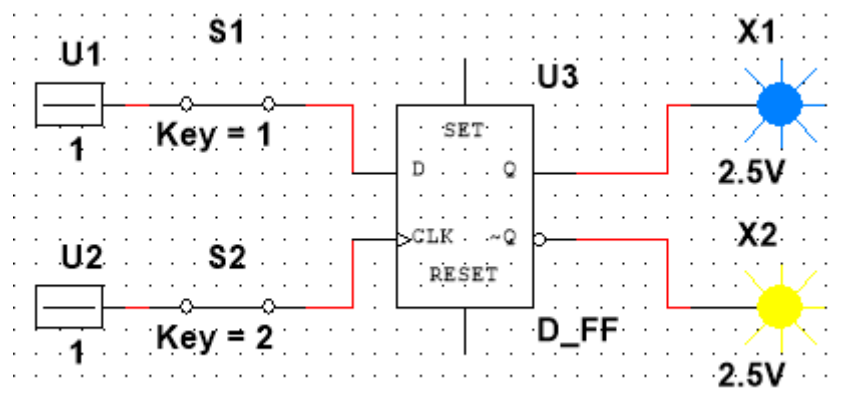 U1
S1
X1
1
Key = 1
U3
SET
D
Q
2.5V
CLK
~Q
X2
U2
S2
RESET
1
Key = 2
D_FF
2.5V